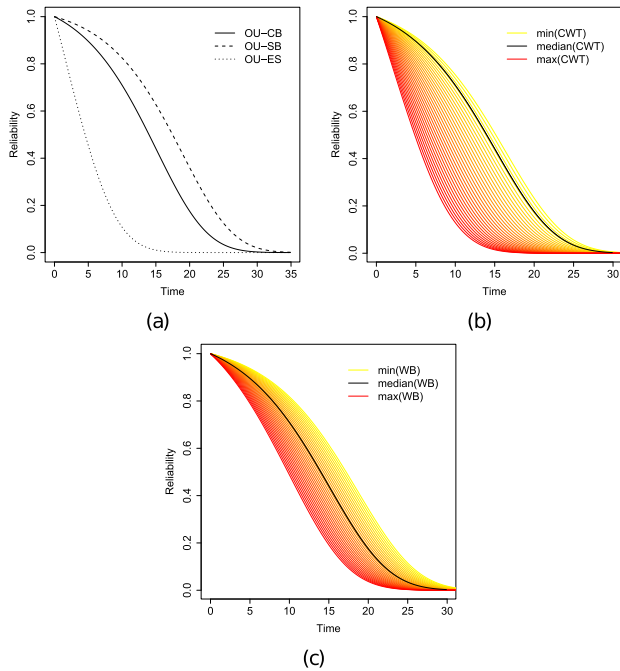 OU−CB
OU−SB
OU−ES
Reliability
0.0 0.2 0.4 0.6 0.8 1.0
0 5 10 15 20 25 30 35
Time
(a)
min(CWT)
median(CWT)
max(CWT)
Reliability
0.0 0.2 0.4 0.6 0.8 1.0
0 5 10 15 20 25 30
Time
(b)
min(WB)
median(WB)
max(WB)
Reliability
0.0 0.2 0.4 0.6 0.8 1.0
0 5 10 15 20 25 30
Time
(c)